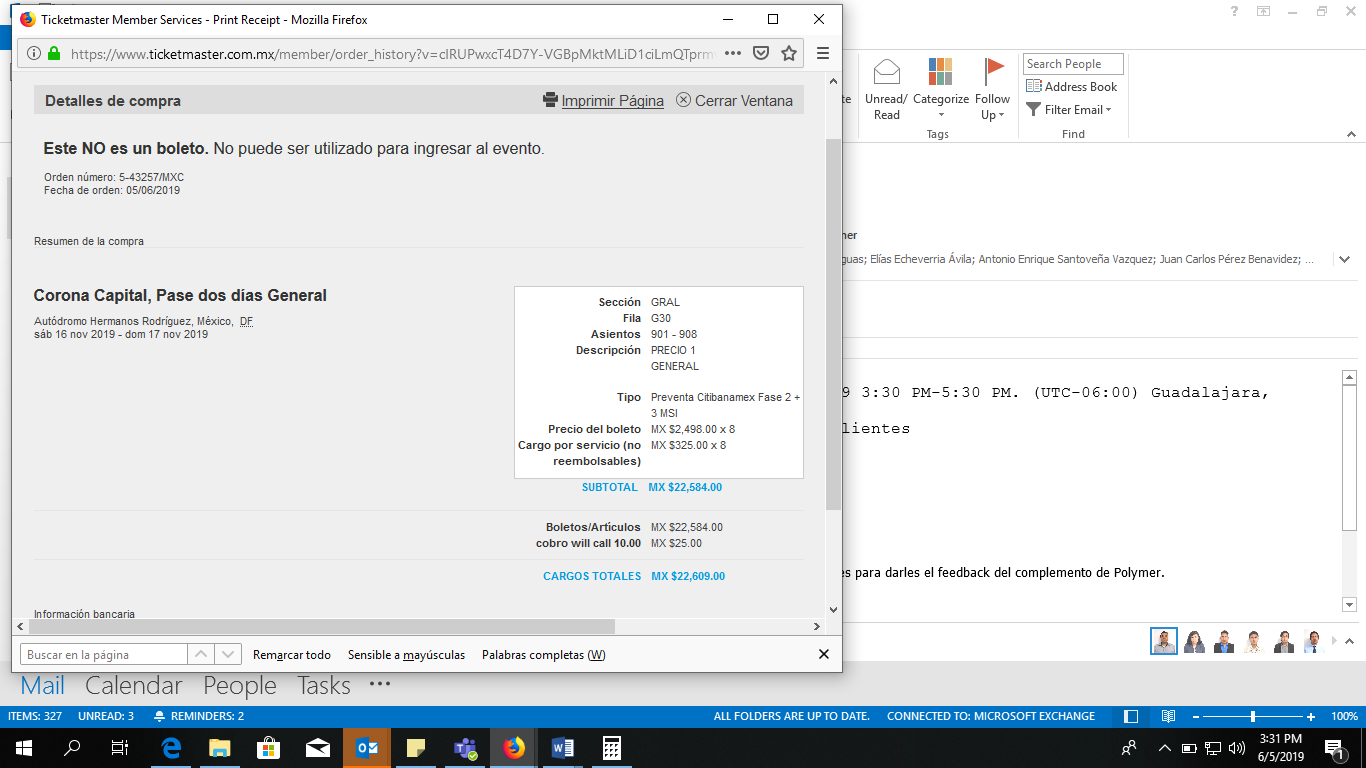 Ticketmaster Member Services - Print Receipt - Mozilla Firefox
https://www.ticketmaster.com.mx/member/order_history?v=cIRUPwxcT4D7Y-VGBpMktMLiD1ciLmQTprm
Detalles de compra
Imprimir Página
Cerrar Ventana
Este NO es un boleto. No puede ser utilizado para ingresar al evento.
Orden número: 5-43257/MXC
Fecha de orden: 05/06/2019
Resumen de la compra
Corona Capital, Pase dos días General
Autódromo Hermanos Rodríguez, México, DF
sáb 16 nov 2019 - dom 17 nov 2019
Sección GRAL
Fila G30
Asientos 901 - 908
Descripción PRECIO 1
GENERAL
Tipo Preventa Citibanamex Fase 2 +
3 MSI
Precio del boleto MX $2,498.00 x 8
Cargo por servicio (no MX $325.00 x 8
reembolsables)
SUBTOTAL MX $22,584.00
Boletos/Artículos MX $22,584.00
cobro will call 10.00 MX $25.00
CARGOS TOTALES MX $22,609.00
Información bancaria
Buscar en la página
Remarcar todo
Sensible a mayúsculas
Palabras completas (W)
te
Unread/
Read
Categorize
Follow
Up
Tags
Search People
Address Book
Filter Email
Find
mer
guas; Elías Echeverria Ávila; Antonio Enrique Santoveña Vazquez; Juan Carlos Pérez Benavidez; ...
9 3:30 PM-5:30 PM. (UTC-06:00) Guadalajara,
lientes
es para darles el feedback del complemento de Polymer.
Mail Calendar People Tasks •••
ITEMS: 327 UNREAD: 3 REMINDERS: 2
ALL FOLDERS ARE UP TO DATE. CONNECTED TO: MICROSOFT EXCHANGE
100%
3:31 PM
6/5/2019
1